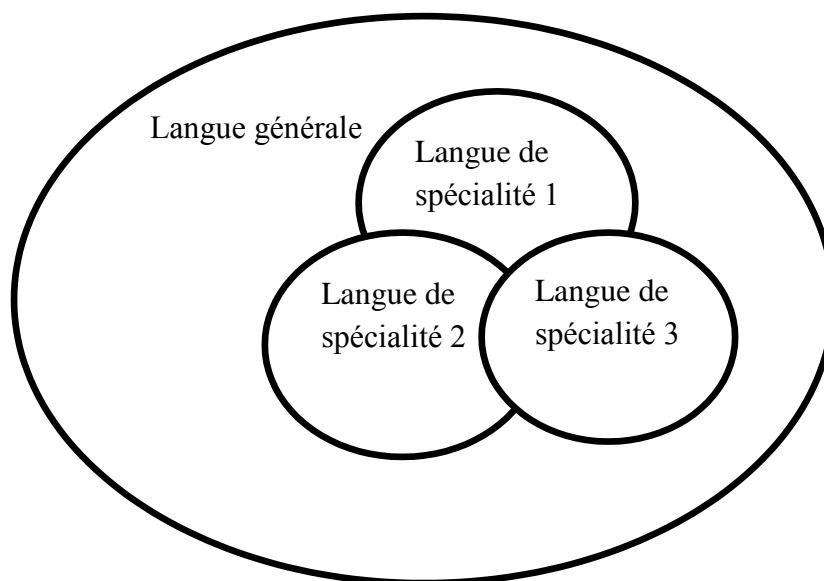 Langue générale
Langue de
spécialité 1
Langue de
spécialité 2
Langue de
spécialité 3